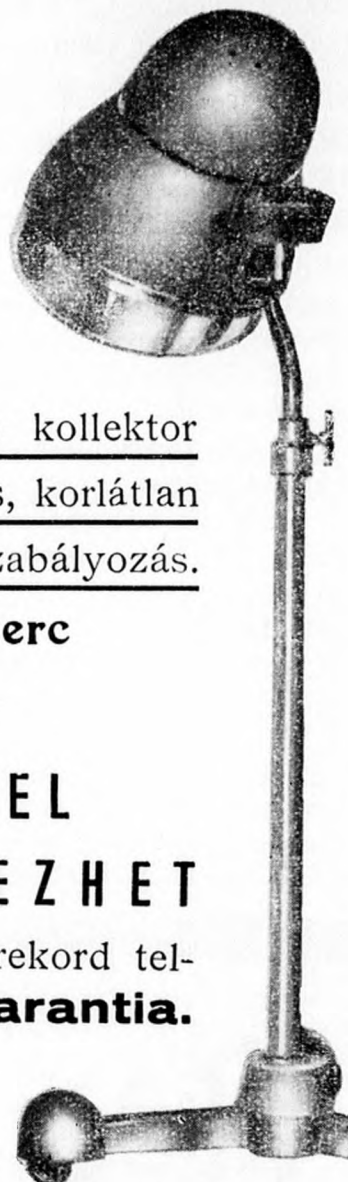 kollektor
s, korlátlan
zabályozás.
erc
EL
EZHET
rekord tel-
arantia.